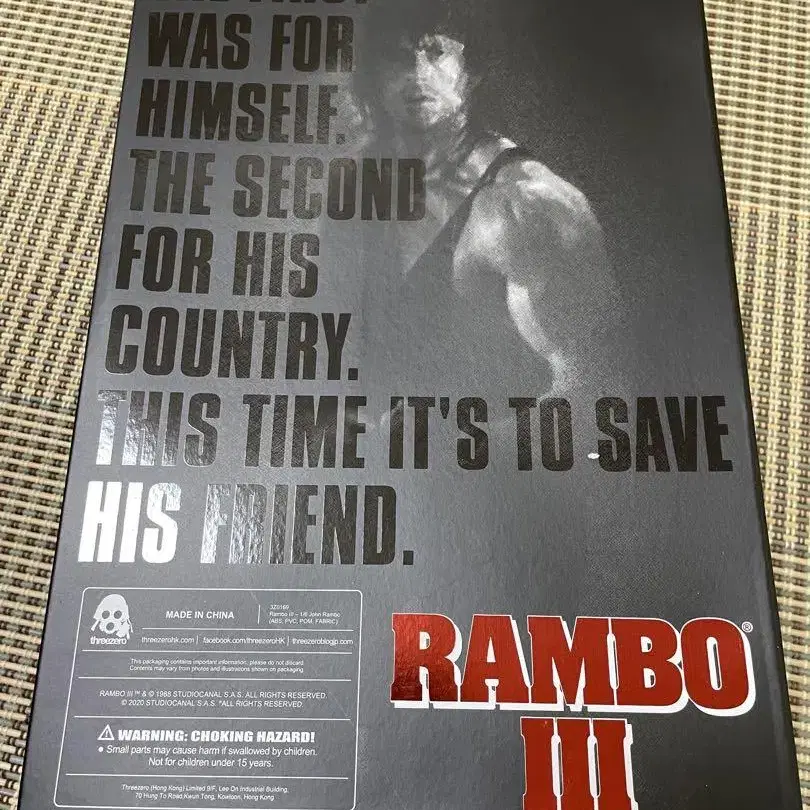 THE FIRST
WAS FOR
HIMSELF.
THE SECOND
FOR HIS
COUNTRY.
THIS TIME IT'S TO SAVE
HIS FRIEND.
threezero
MADE IN CHINA
3Z0169
Rambo III – 1/6 John Rambo
(ABS, PVC, POM, FABRIC)
threezerohk.com | facebook.com/threezeroHK | threezeroblogjp.com
This packaging contains important information, please do not discard.
Contents may vary from photos and illustrations shown on packaging.
RAMBO III™ & © 1988 STUDIOCANAL S.A.S. ALL RIGHTS RESERVED.
© 2020 STUDIOCANAL S.A.S. ®ALL RIGHTS RESERVED.
⚠ WARNING: CHOKING HAZARD!
• Small parts may cause harm if swallowed by children.
Not for children under 15 years.
Threezero (Hong Kong) Limited 9/F, Lee On Industrial Building,
70 Hung To Road, Kwun Tong, Kowloon, Hong Kong
RAMBO®
III